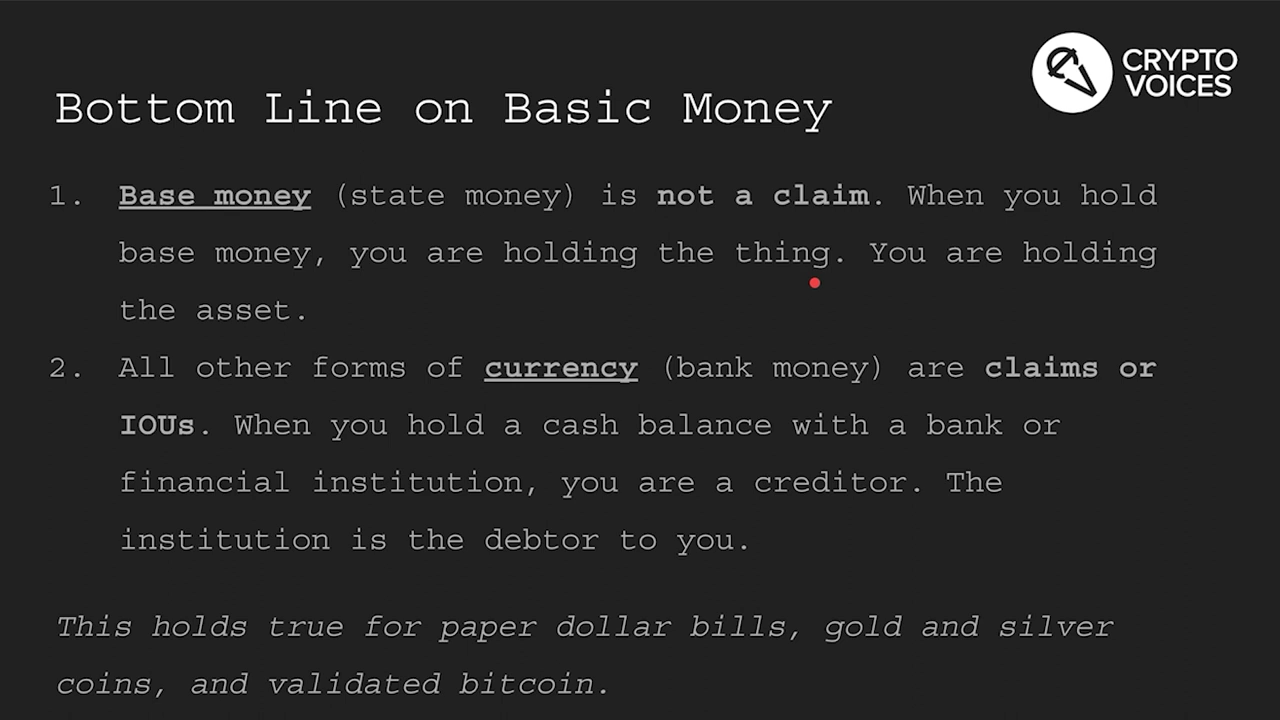 CRYPTO
VOICES
Bottom Line on Basic Money
1. Base money (state money) is not a claim. When you hold
base money, you are holding the thing. You are holding
the asset.
2. All other forms of currency (bank money) are claims or
IOUs. When you hold a cash balance with a bank or
financial institution, you are a creditor. The
institution is the debtor to you.
This holds true for paper dollar bills, gold and silver
coins, and validated bitcoin.